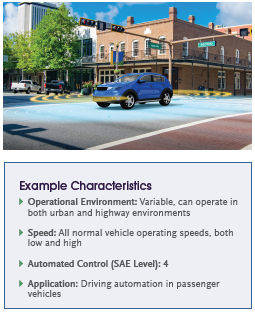 Example Characteristics
Operational Environment: Variable, can operate in
both urban and highway environments
Speed: All normal vehicle operating speeds, both
low and high
Automated Control (SAE Level): 4
Application: Driving automation in passenger
vehicles